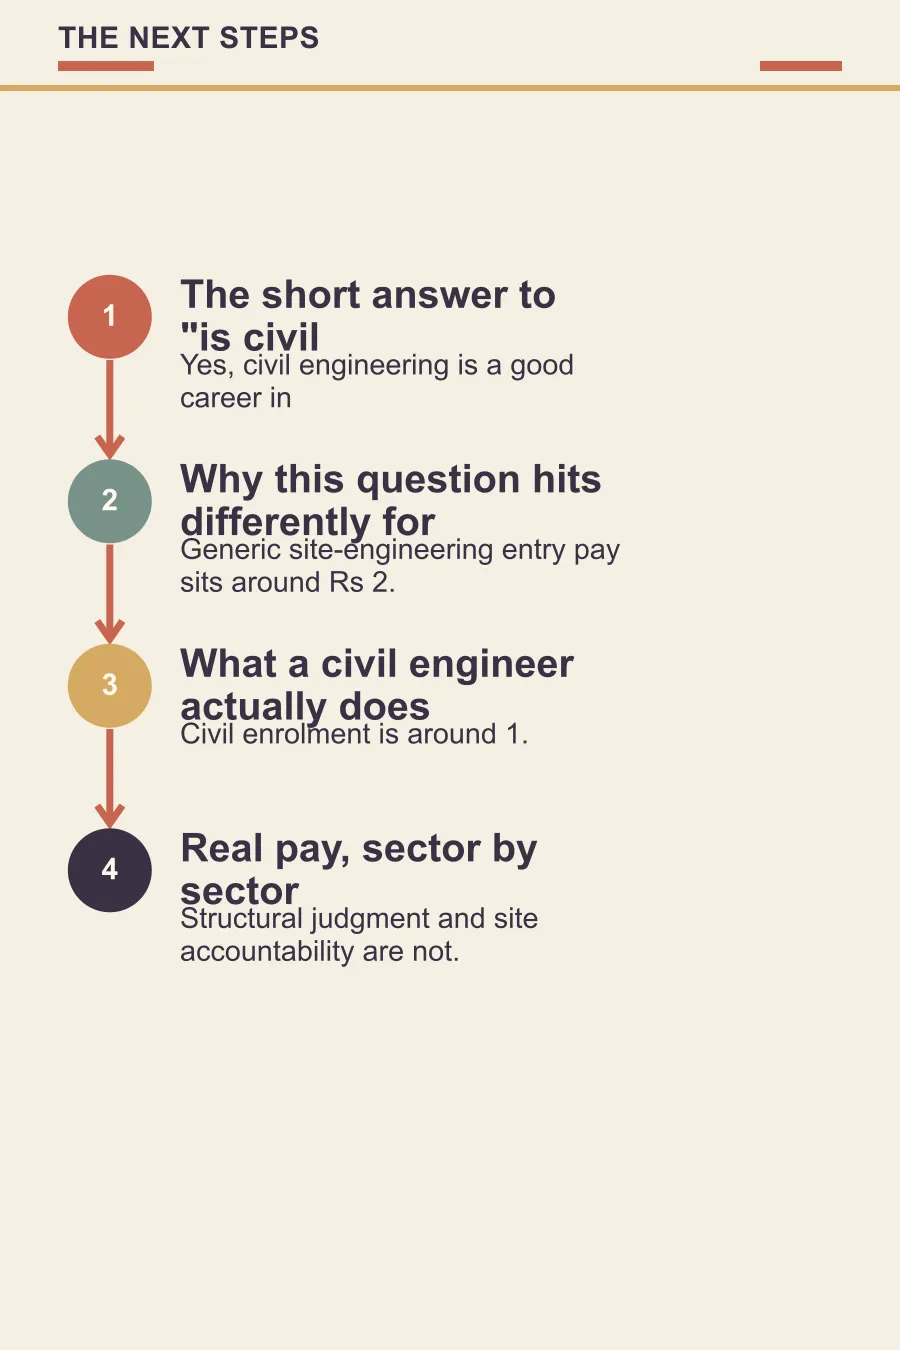 THE NEXT STEPS
1
The short answer to
"is civil
Yes, civil engineering is a good
career in
2
Why this question hits
differently for
Generic site-engineering entry pay
sits around Rs 2.
3
What a civil engineer
actually does
Civil enrolment is around 1.
4
Real pay, sector by
sector
Structural judgment and site
accountability are not.